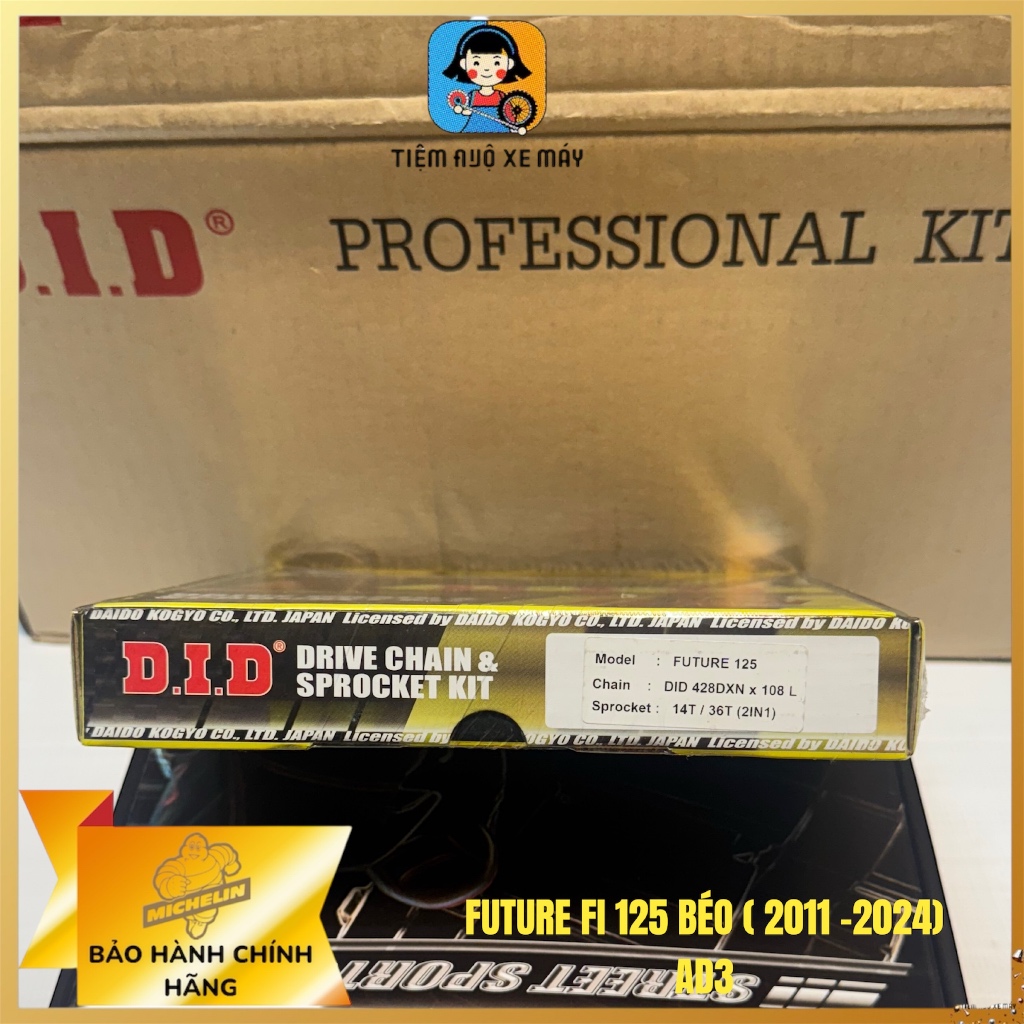 TIỆM AUỘ XE MÁY
.I.D® PROFESSIONAL KIT
DAIDO KOGYO CO., LTD. JAPAN Licensed by DAIDO KOGYO CO., LTD. JAPAN Licensed by DAIDO
D.I.D® DRIVE CHAIN &
SPROCKET KIT
Model : FUTURE 125
Chain : DID 428DXN x 108 L
Sprocket : 14T / 36T (2IN1)
DAIDO KOGYO CO., LTD. JAPAN Licensed by DAIDO KOGYO CO., LTD. JAPAN Licensed by DAIDO KO
MICHELIN
BẢO HÀNH CHÍNH
HÃNG
FUTURE FI 125 BÉO ( 2011 -2024)
AD3
STREET SPORT